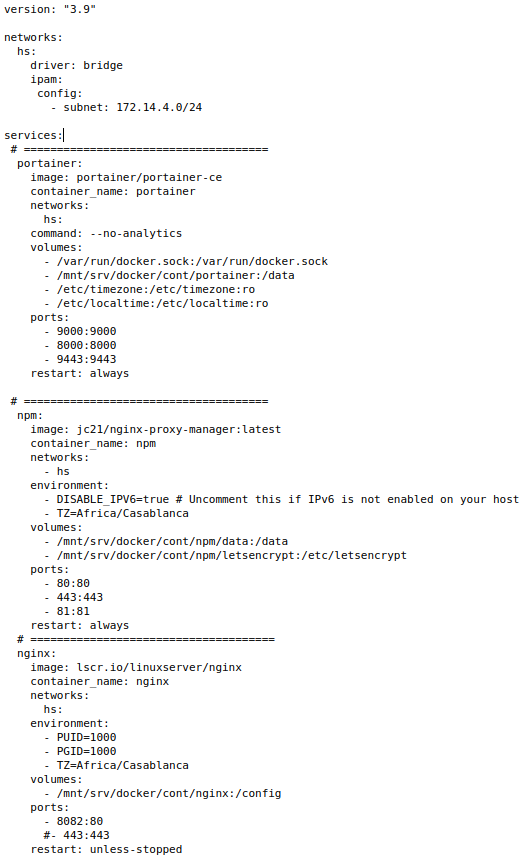 version: "3.9"

networks:
  hs:
    driver: bridge
    ipam:
     config:
       - subnet: 172.14.4.0/24

services:
 # =====================================
  portainer:
    image: portainer/portainer-ce
    container_name: portainer
    networks:
      hs:
    command: --no-analytics
    volumes:
      - /var/run/docker.sock:/var/run/docker.sock
      - /mnt/srv/docker/cont/portainer:/data
      - /etc/timezone:/etc/timezone:ro
      - /etc/localtime:/etc/localtime:ro
    ports:
      - 9000:9000
      - 8000:8000
      - 9443:9443
    restart: always

 # =====================================
  npm:
    image: jc21/nginx-proxy-manager:latest
    container_name: npm
    networks:
      - hs
    environment:
      - DISABLE_IPV6=true # Uncomment this if IPv6 is not enabled on your host
      - TZ=Africa/Casablanca
    volumes:
      - /mnt/srv/docker/cont/npm/data:/data
      - /mnt/srv/docker/cont/npm/letsencrypt:/etc/letsencrypt
    ports:
      - 80:80
      - 443:443
      - 81:81
    restart: always
  # =====================================
  nginx:
    image: lscr.io/linuxserver/nginx
    container_name: nginx
    networks:
      hs:
    environment:
      - PUID=1000
      - PGID=1000
      - TZ=Africa/Casablanca
    volumes:
      - /mnt/srv/docker/cont/nginx:/config
    ports:
      - 8082:80
      #- 443:443
    restart: unless-stopped